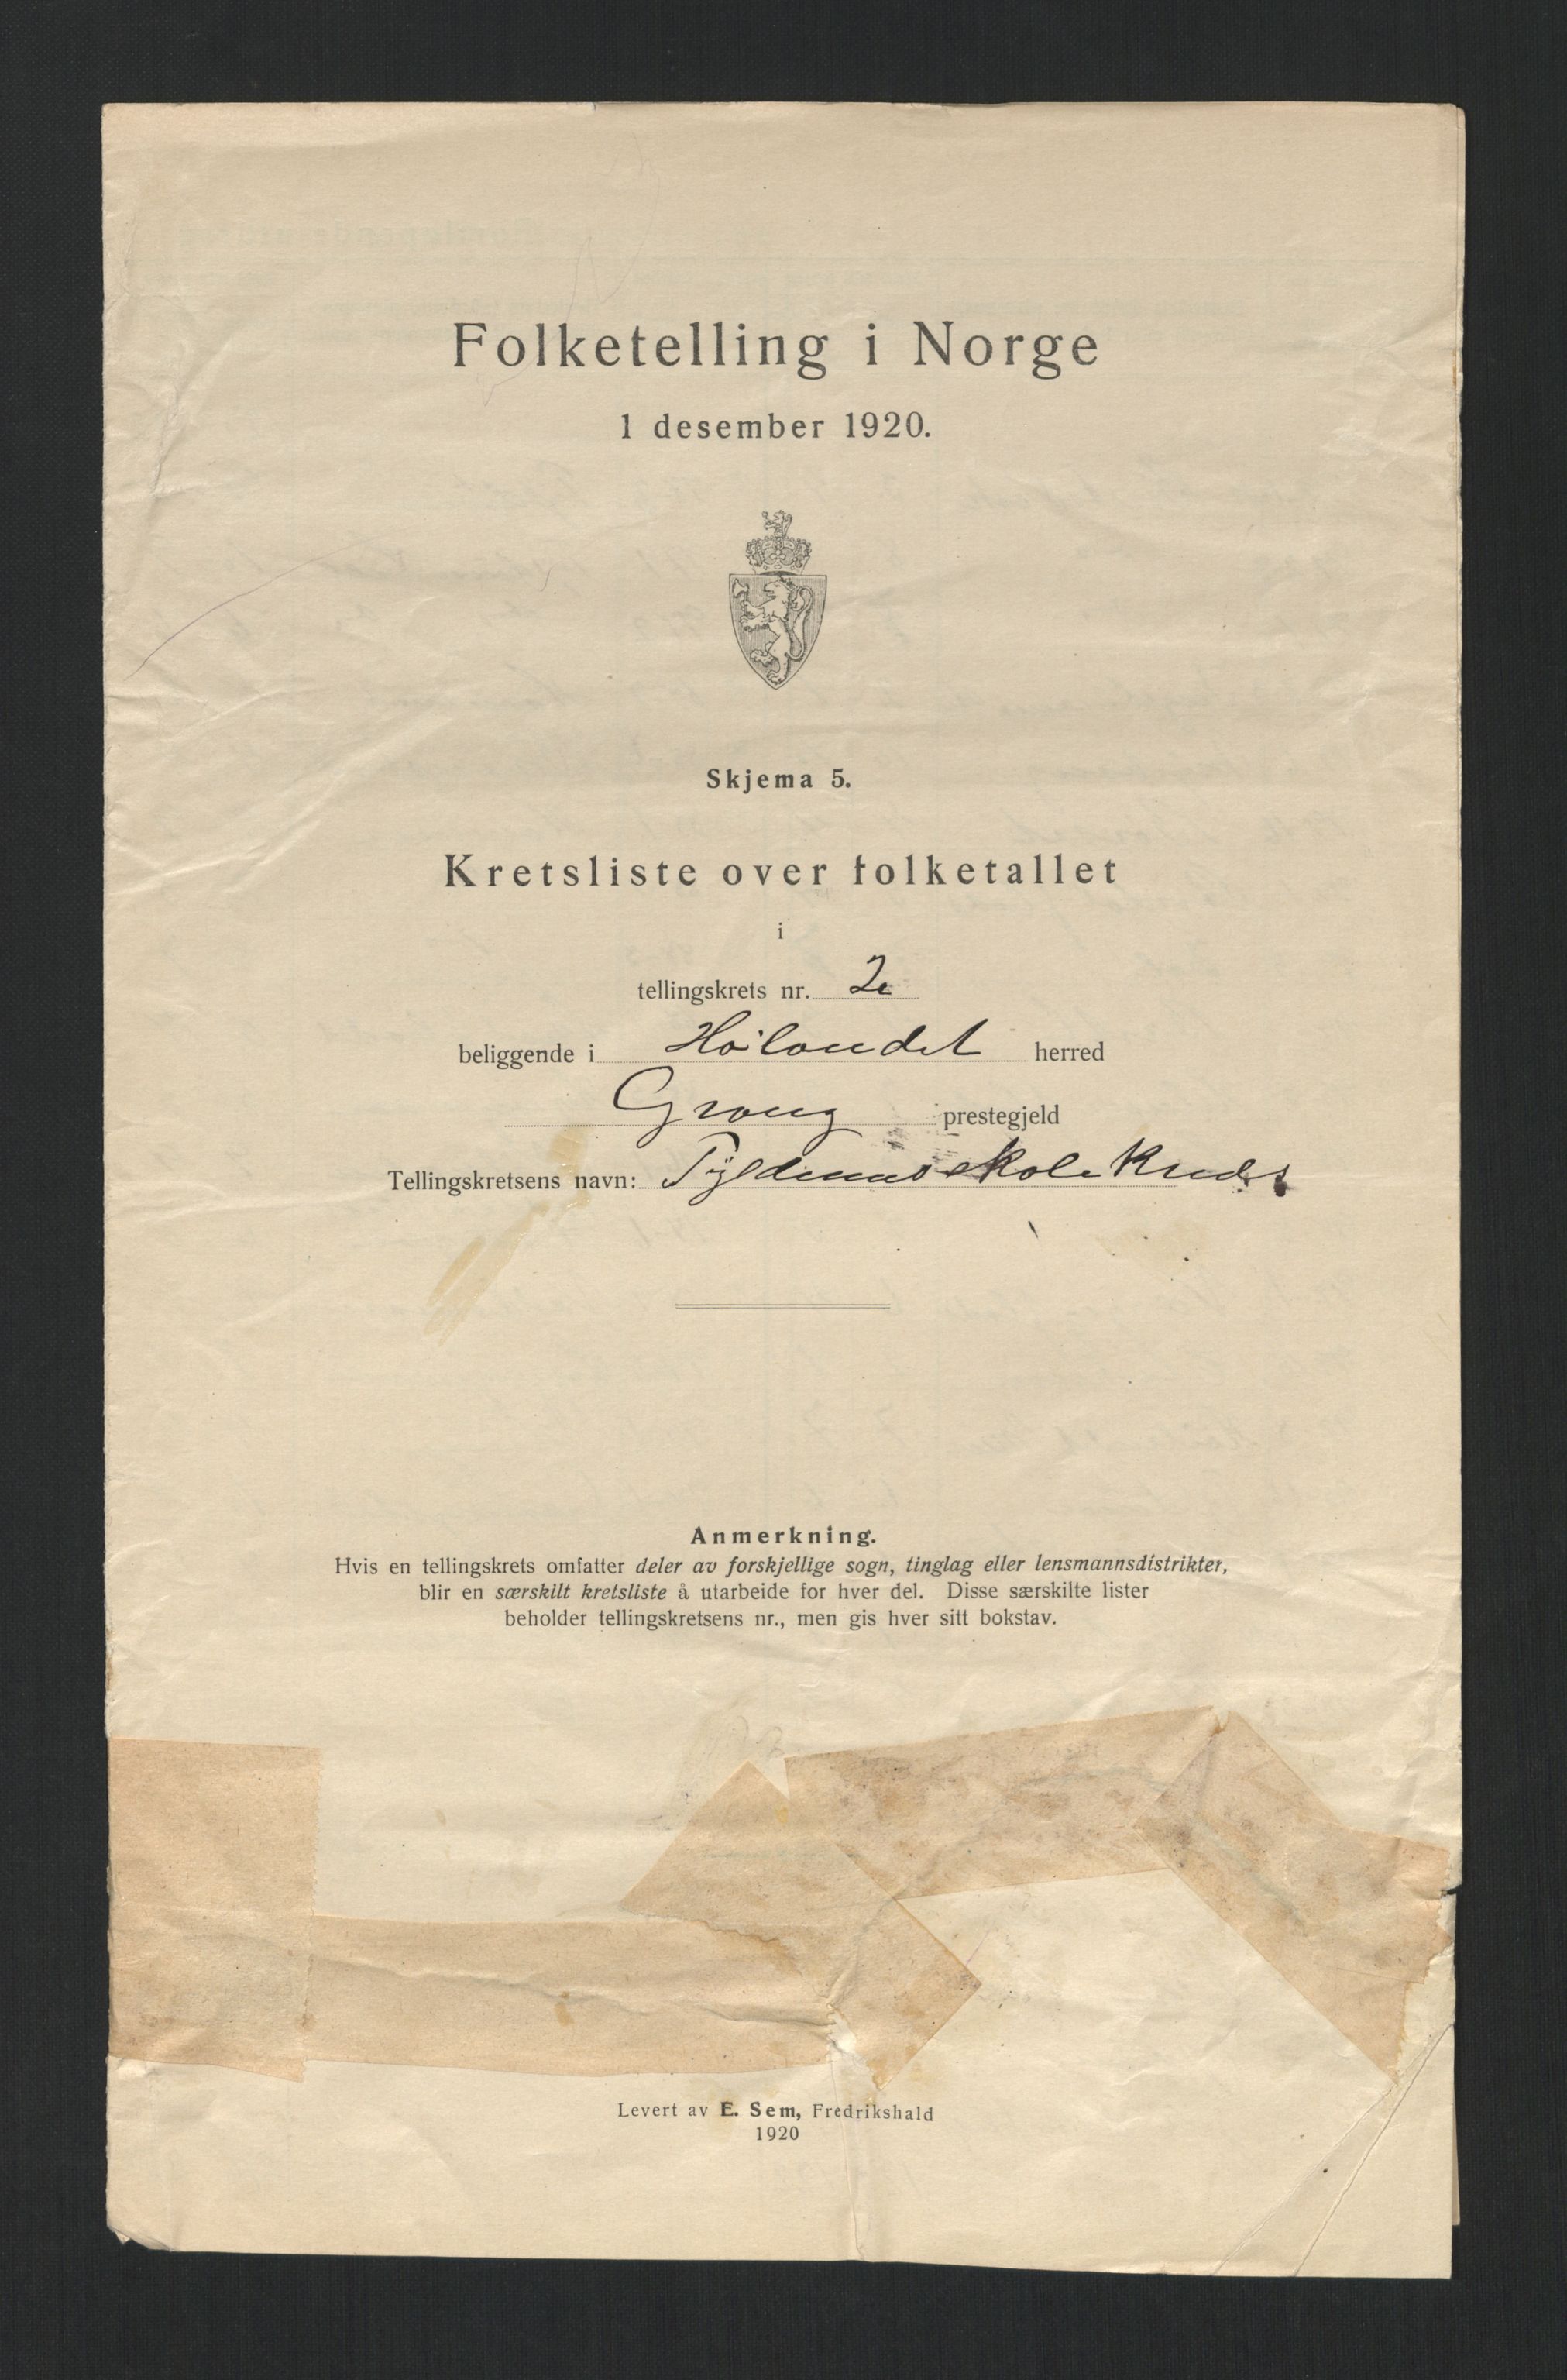 Folketelling i Norge
1 desember 1920.
Skjema 5.
Kretsliste over folketallet
i
tellingskrets nr. 2
beliggende i Høilandet herred
Grong prestegjeld
Tellingskretsens navn: Tyldumsskolekreds
Anmerkning.
Hvis en tellingskrets omfatter deler av forskjellige sogn, tinglag eller lensmannsdistrikter,
blir en særskilt kretsliste å utarbeide for hver del. Disse særskilte lister
beholder tellingskretsens nr., men gis hver sitt bokstav.
Levert av E. Sem, Fredrikshald
1920